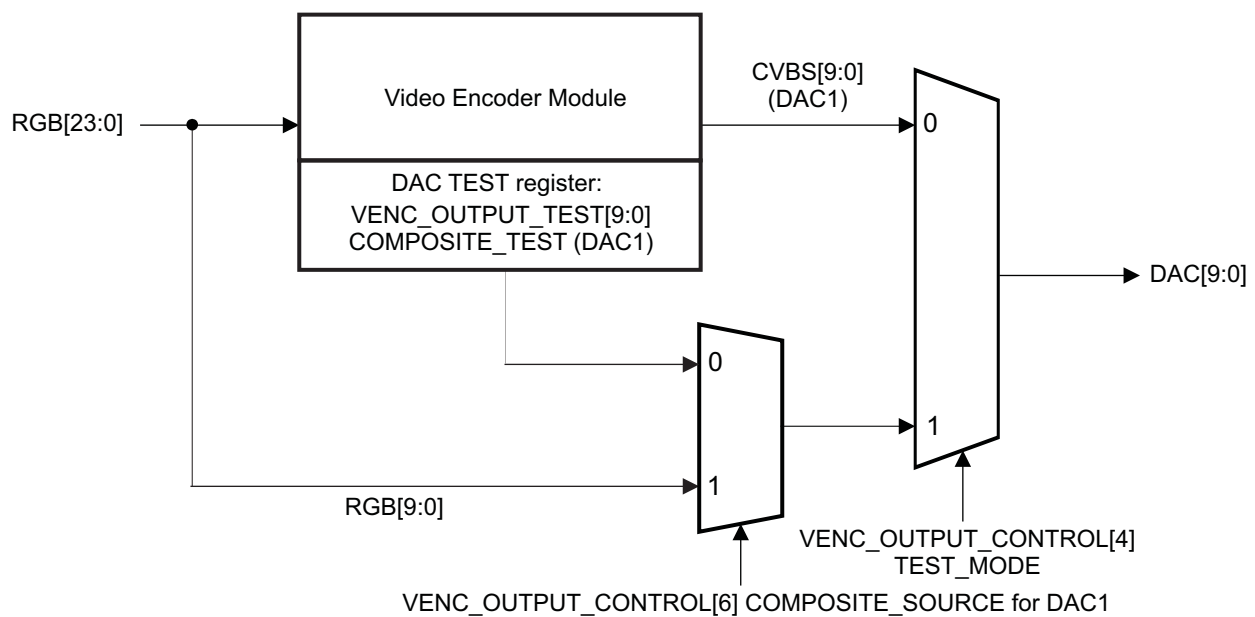 CVBS[9:0]
(DAC1)
Video Encoder Module
RGB[23:0]
0
DAC TEST register:
VENC_OUTPUT_TEST[9:0]
COMPOSITE_TEST (DAC1)
DAC[9:0]
0
1
1
RGB[9:0]
VENC_OUTPUT_CONTROL[4]
TEST_MODE
VENC_OUTPUT_CONTROL[6] COMPOSITE_SOURCE for DAC1